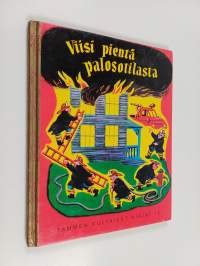 Viisi pientä
palosotilasta
TAMMEN KULTAISET KIRJAT